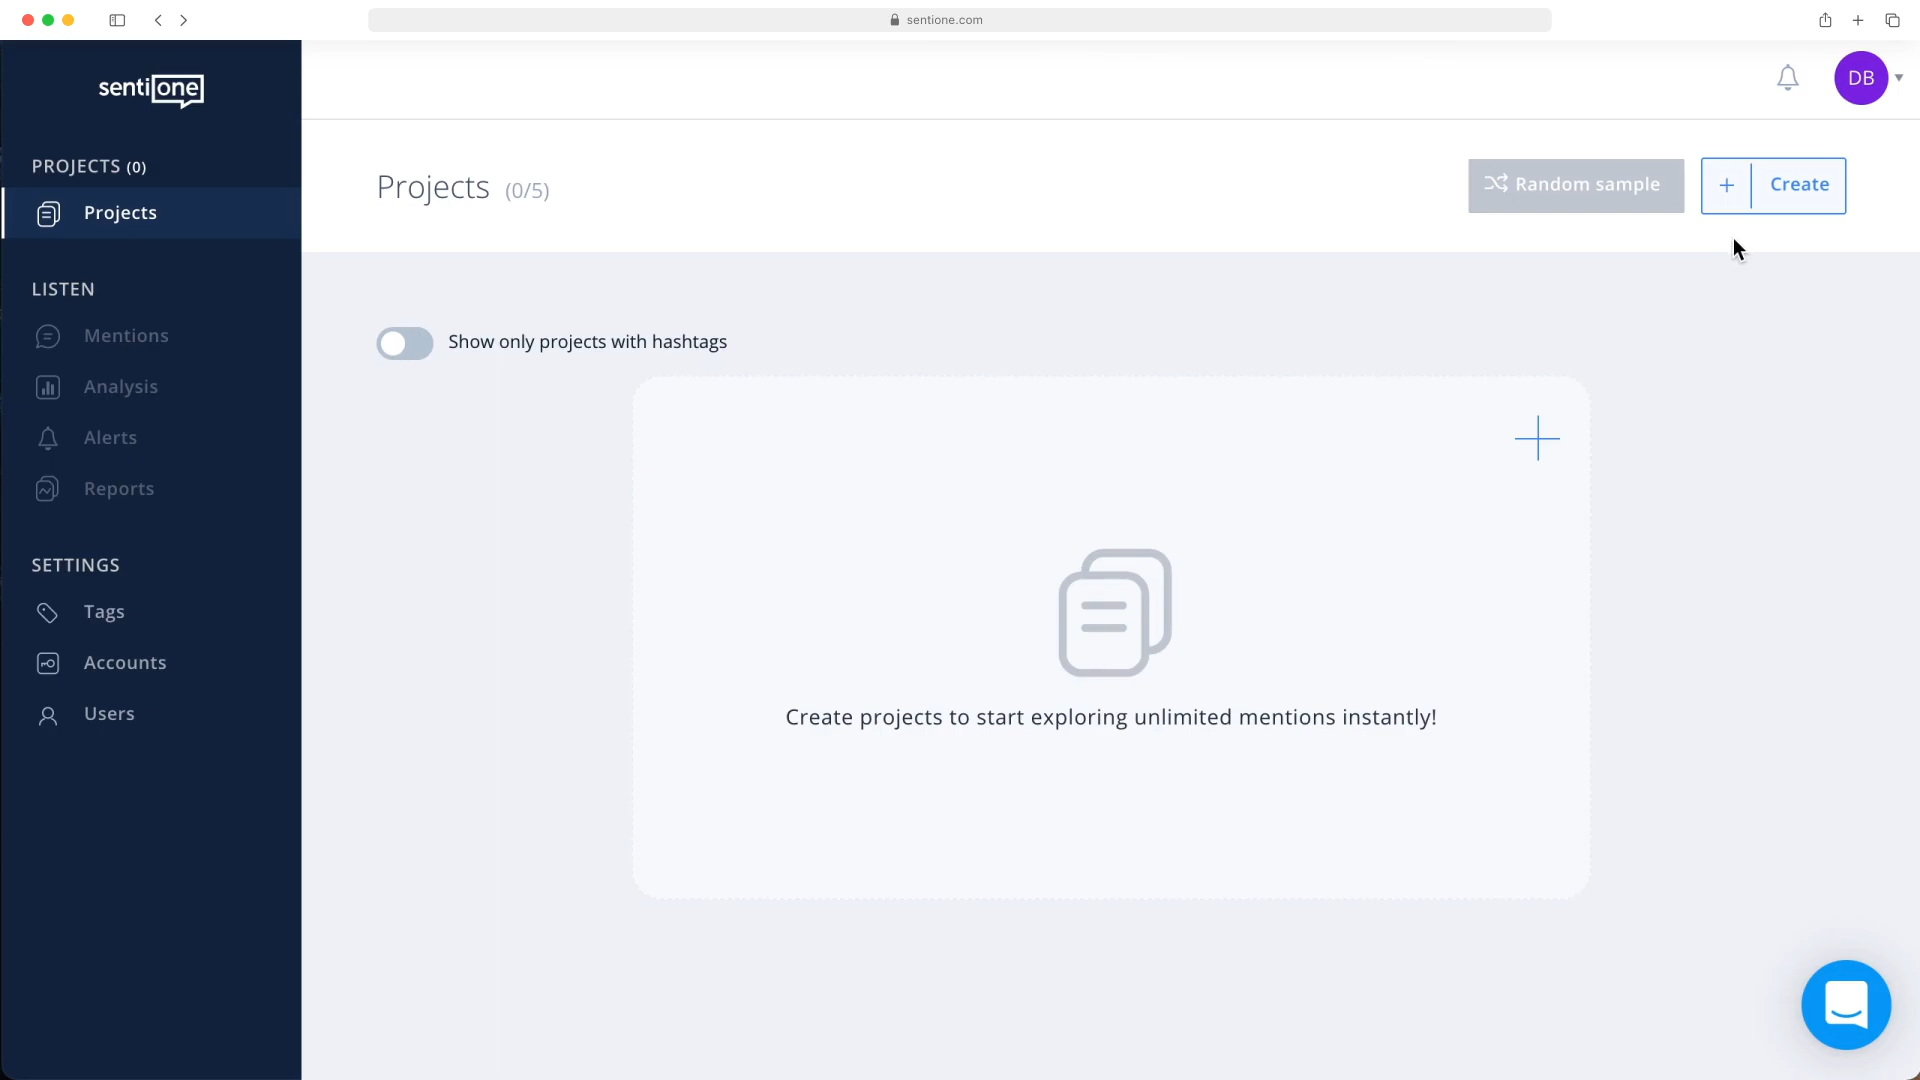 sentione.com
sentione
DB
PROJECTS (0)
Projects
Projects (0/5)
Random sample
+ Create
LISTEN
Mentions
Analysis
Alerts
Reports
Show only projects with hashtags
Create projects to start exploring unlimited mentions instantly!
SETTINGS
Tags
Accounts
Users